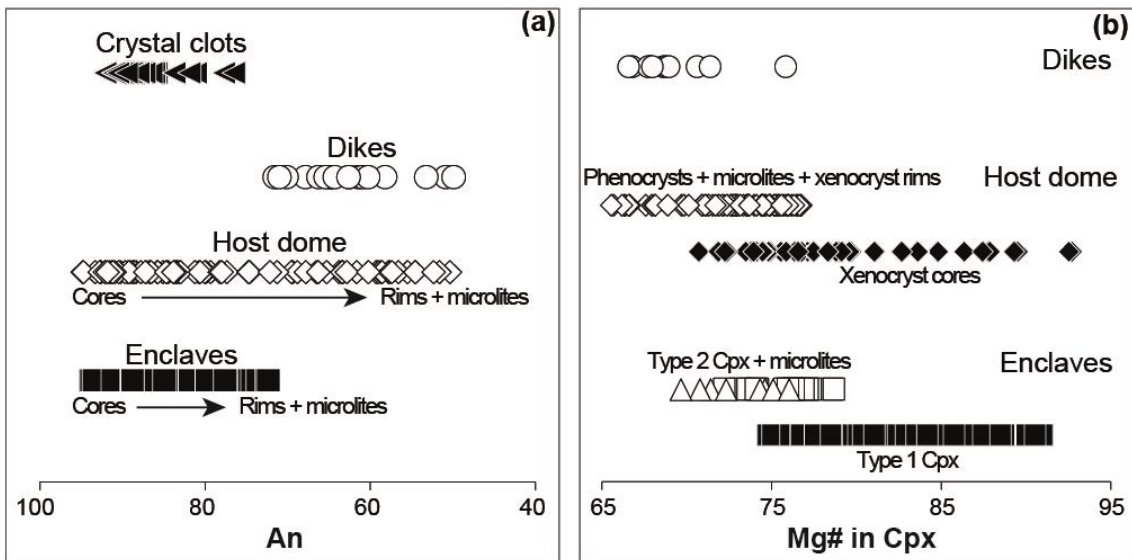 (a)
Crystal clots
Dikes
Host dome
Cores
Rims + microlites
Enclaves
Cores
Rims + microlites
100
80
60
40
An
(b)
Dikes
Phenocrysts + microlites + xenocryst rims
Host dome
Xenocryst cores
Type 2 Cpx + microlites
Enclaves
Type 1 Cpx
65
75
85
95
Mg# in Cpx